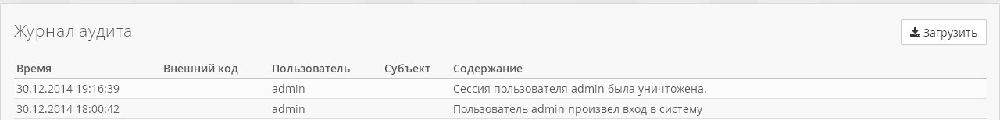 Журнал аудита
Загрузить
Время Внешний код Пользователь Субъект Содержание
30.12.2014 19:16:39 admin Сессия пользователя admin была уничтожена.
30.12.2014 18:00:42 admin Пользователь admin произвел вход в систему